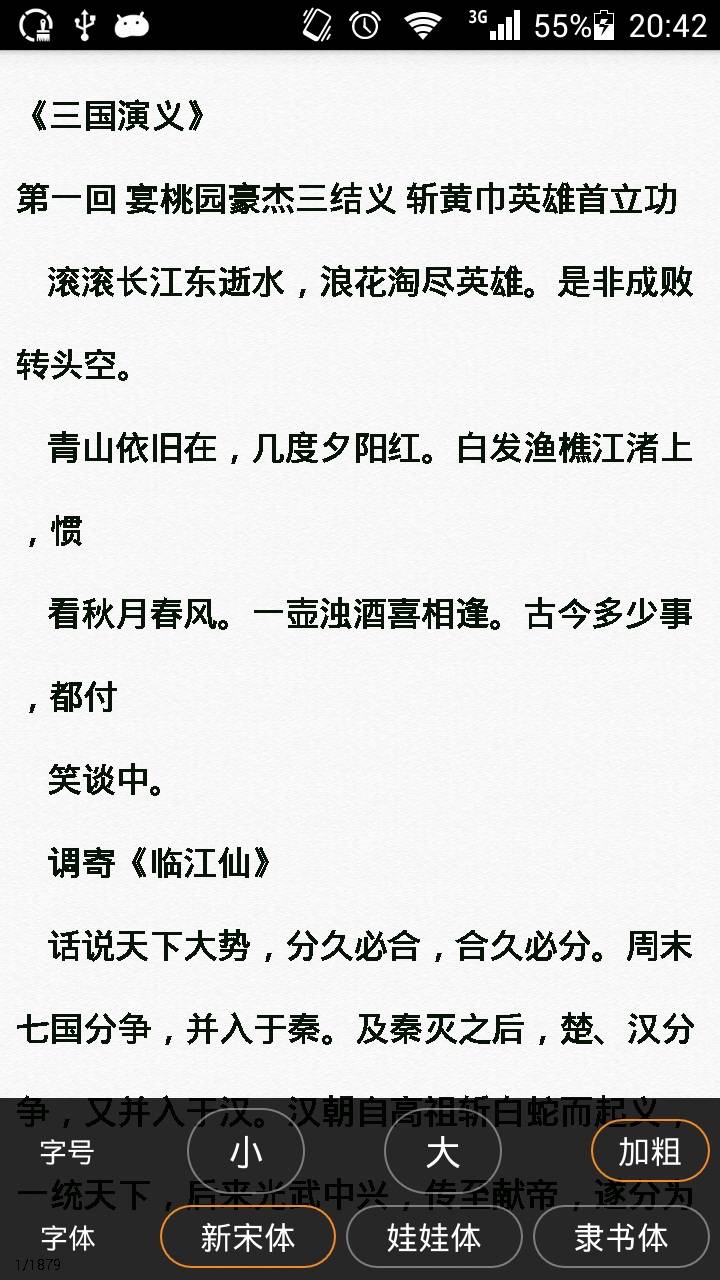 3G 55% 20:42
《三国演义》
第一回 宴桃园豪杰三结义 斩黄巾英雄首立功
滚滚长江东逝水，浪花淘尽英雄。是非成败
转头空。
青山依旧在，几度夕阳红。白发渔樵江渚上
，惯
看秋月春风。一壶浊酒喜相逢。古今多少事
，都付
笑谈中。
调寄《临江仙》
话说天下大势，分久必合，合久必分。周末
七国分争，并入于秦。及秦灭之后，楚、汉分
争，又并入于汉。汉朝自高祖斩白蛇而起义，
字号 小 大 加粗
一统天下，后来光武中兴，传至献帝，遂分为
字体 新宋体 娃娃体 隶书体
1/1879